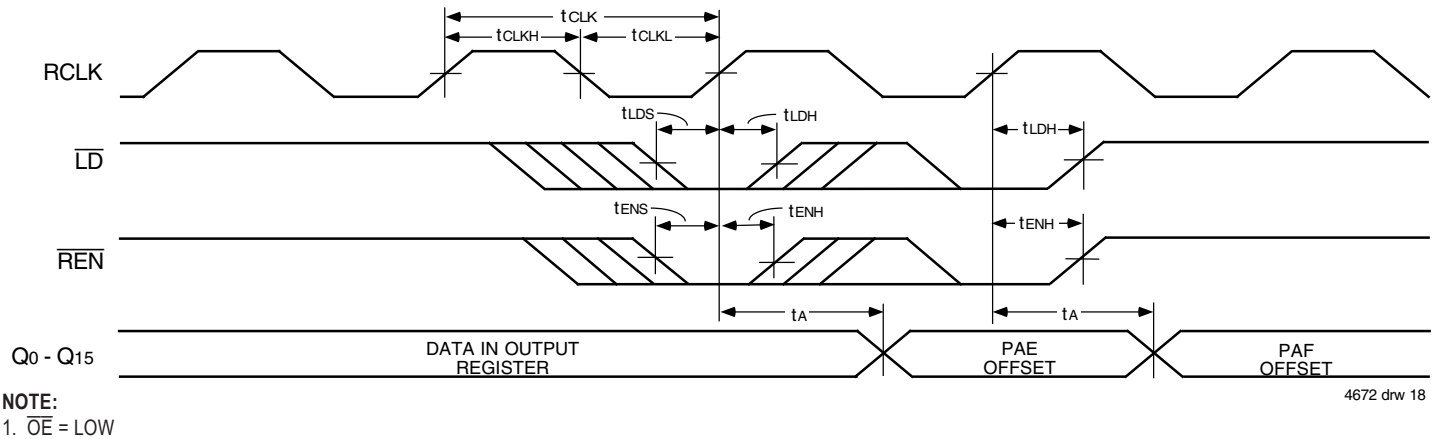 tCLK
tCLKH tCLKL
RCLK
tLDS tLDH tLDH
LD
tENS tENH tENH
REN
tA tA
Q0 - Q15 DATA IN OUTPUT REGISTER PAE OFFSET PAF OFFSET
4672 drw 18
NOTE:
1. OE = LOW